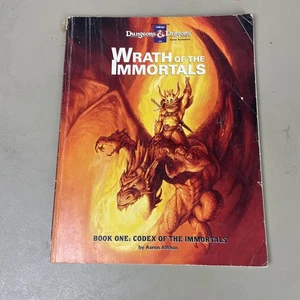 Dungeons & Dragons
WRATH OF THE
IMMORTALS
BOOK ONE: CODEX OF THE IMMORTALS
by Aaron Allston